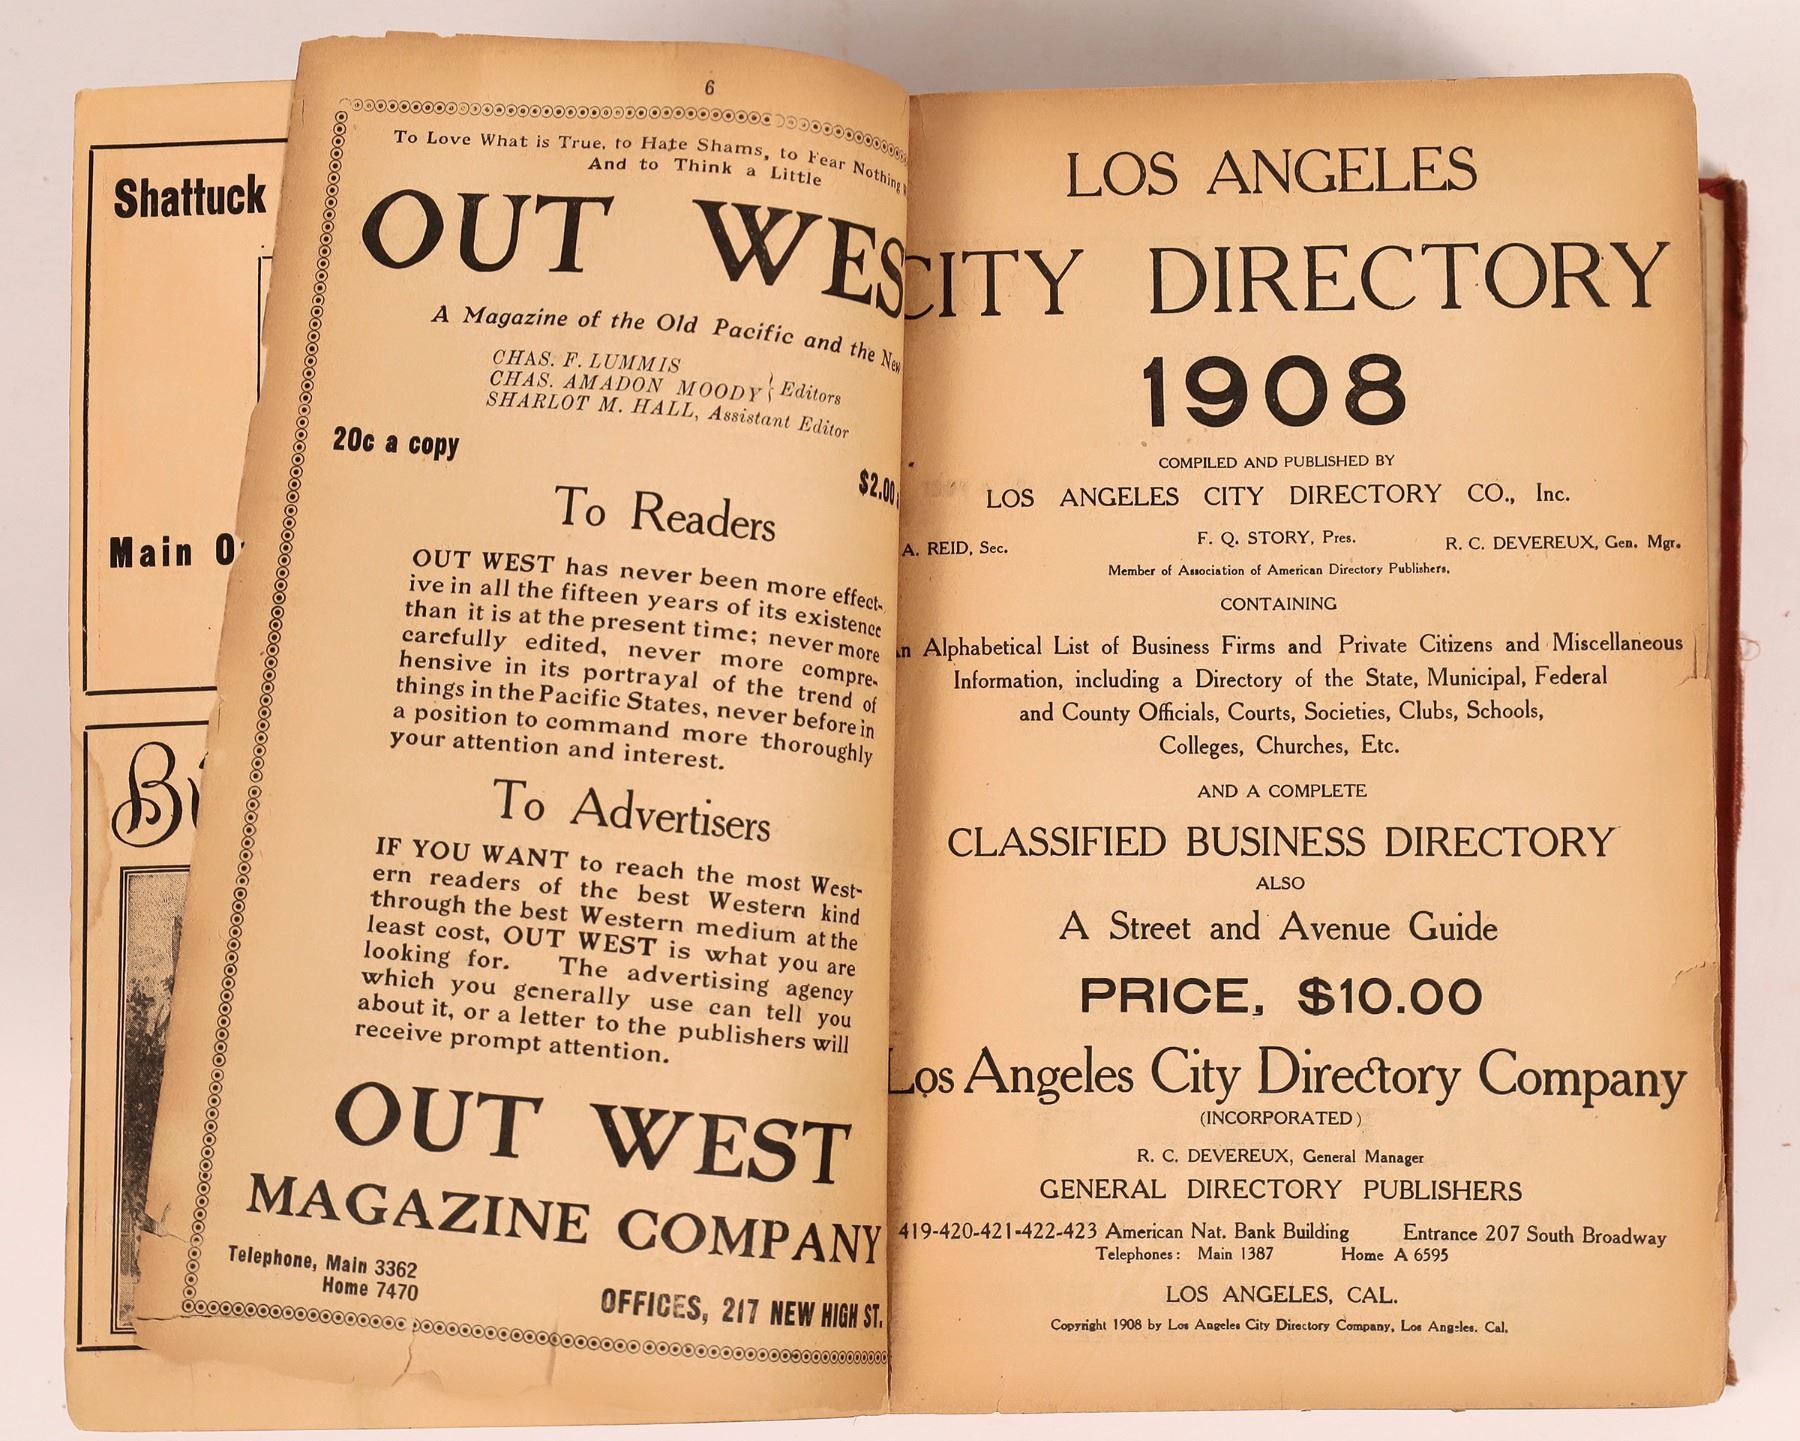 Shattuck
Main
6
To Love What is True, to Hate Shams, to Fear Nothing
And to Think a Little
OUT WES
A Magazine of the Old Pacific and the New
CHAS. F. LUMMIS
CHAS. AMADON MOODY } Editors
SHARLOT M. HALL, Assistant Editor
20c a copy
$2.00
To Readers
OUT WEST has never been more effect-
ive in all the fifteen years of its existence
than it is at the present time; never more
carefully edited, never more compre-
hensive in its portrayal of the trend of
things in the Pacific States, never before in
a position to command more thoroughly
your attention and interest.
To Advertisers
IF YOU WANT to reach the most West-
ern readers of the best Western kind
through the best Western medium at the
least cost, OUT WEST is what you are
looking for. The advertising agency
which you generally use can tell you
about it, or a letter to the publishers will
receive prompt attention.
OUT WEST
MAGAZINE COMPANY
Telephone, Main 3362
Home 7470
OFFICES, 217 NEW HIGH ST.
LOS ANGELES
CITY DIRECTORY
1908
COMPILED AND PUBLISHED BY
LOS ANGELES CITY DIRECTORY CO., Inc.
A. REID, Sec. F. Q. STORY, Pres. R. C. DEVEREUX, Gen. Mgr.
Member of Association of American Directory Publishers.
CONTAINING
An Alphabetical List of Business Firms and Private Citizens and Miscellaneous
Information, including a Directory of the State, Municipal, Federal
and County Officials, Courts, Societies, Clubs, Schools,
Colleges, Churches, Etc.
AND A COMPLETE
CLASSIFIED BUSINESS DIRECTORY
ALSO
A Street and Avenue Guide
PRICE, $10.00
Los Angeles City Directory Company
(INCORPORATED)
R. C. DEVEREUX, General Manager
GENERAL DIRECTORY PUBLISHERS
419-420-421-422-423 American Nat. Bank Building Entrance 207 South Broadway
Telephones: Main 1387 Home A 6595
LOS ANGELES, CAL.
Copyright 1908 by Los Angeles City Directory Company, Los Angeles. Cal.